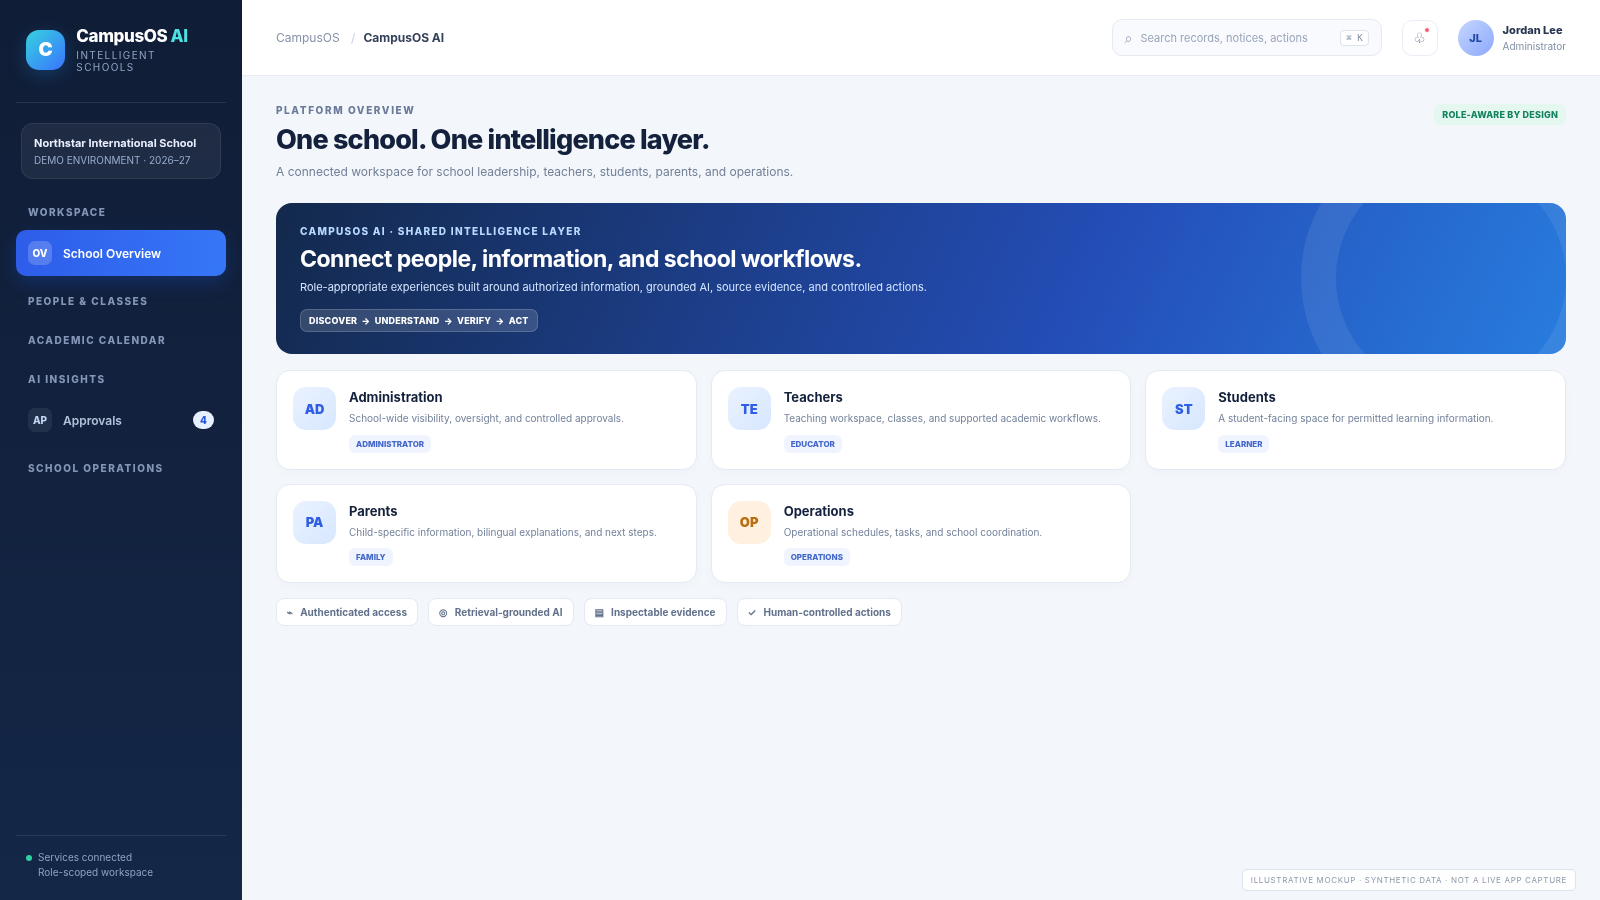 C
CampusOS AI
INTELLIGENT
SCHOOLS
Northstar International School
DEMO ENVIRONMENT · 2026–27
WORKSPACE
OV School Overview
PEOPLE & CLASSES
ACADEMIC CALENDAR
AI INSIGHTS
AP Approvals 4
SCHOOL OPERATIONS
Services connected
Role-scoped workspace
CampusOS / CampusOS AI
Search records, notices, actions ⌘ K
JL
Jordan Lee
Administrator
PLATFORM OVERVIEW
ROLE-AWARE BY DESIGN
One school. One intelligence layer.
A connected workspace for school leadership, teachers, students, parents, and operations.
CAMPUSOS AI · SHARED INTELLIGENCE LAYER
Connect people, information, and school workflows.
Role-appropriate experiences built around authorized information, grounded AI, source evidence, and controlled actions.
DISCOVER → UNDERSTAND → VERIFY → ACT
AD
Administration
School-wide visibility, oversight, and controlled approvals.
ADMINISTRATOR
TE
Teachers
Teaching workspace, classes, and supported academic workflows.
EDUCATOR
ST
Students
A student-facing space for permitted learning information.
LEARNER
PA
Parents
Child-specific information, bilingual explanations, and next steps.
FAMILY
OP
Operations
Operational schedules, tasks, and school coordination.
OPERATIONS
Authenticated access
Retrieval-grounded AI
Inspectable evidence
✓ Human-controlled actions
ILLUSTRATIVE MOCKUP · SYNTHETIC DATA · NOT A LIVE APP CAPTURE